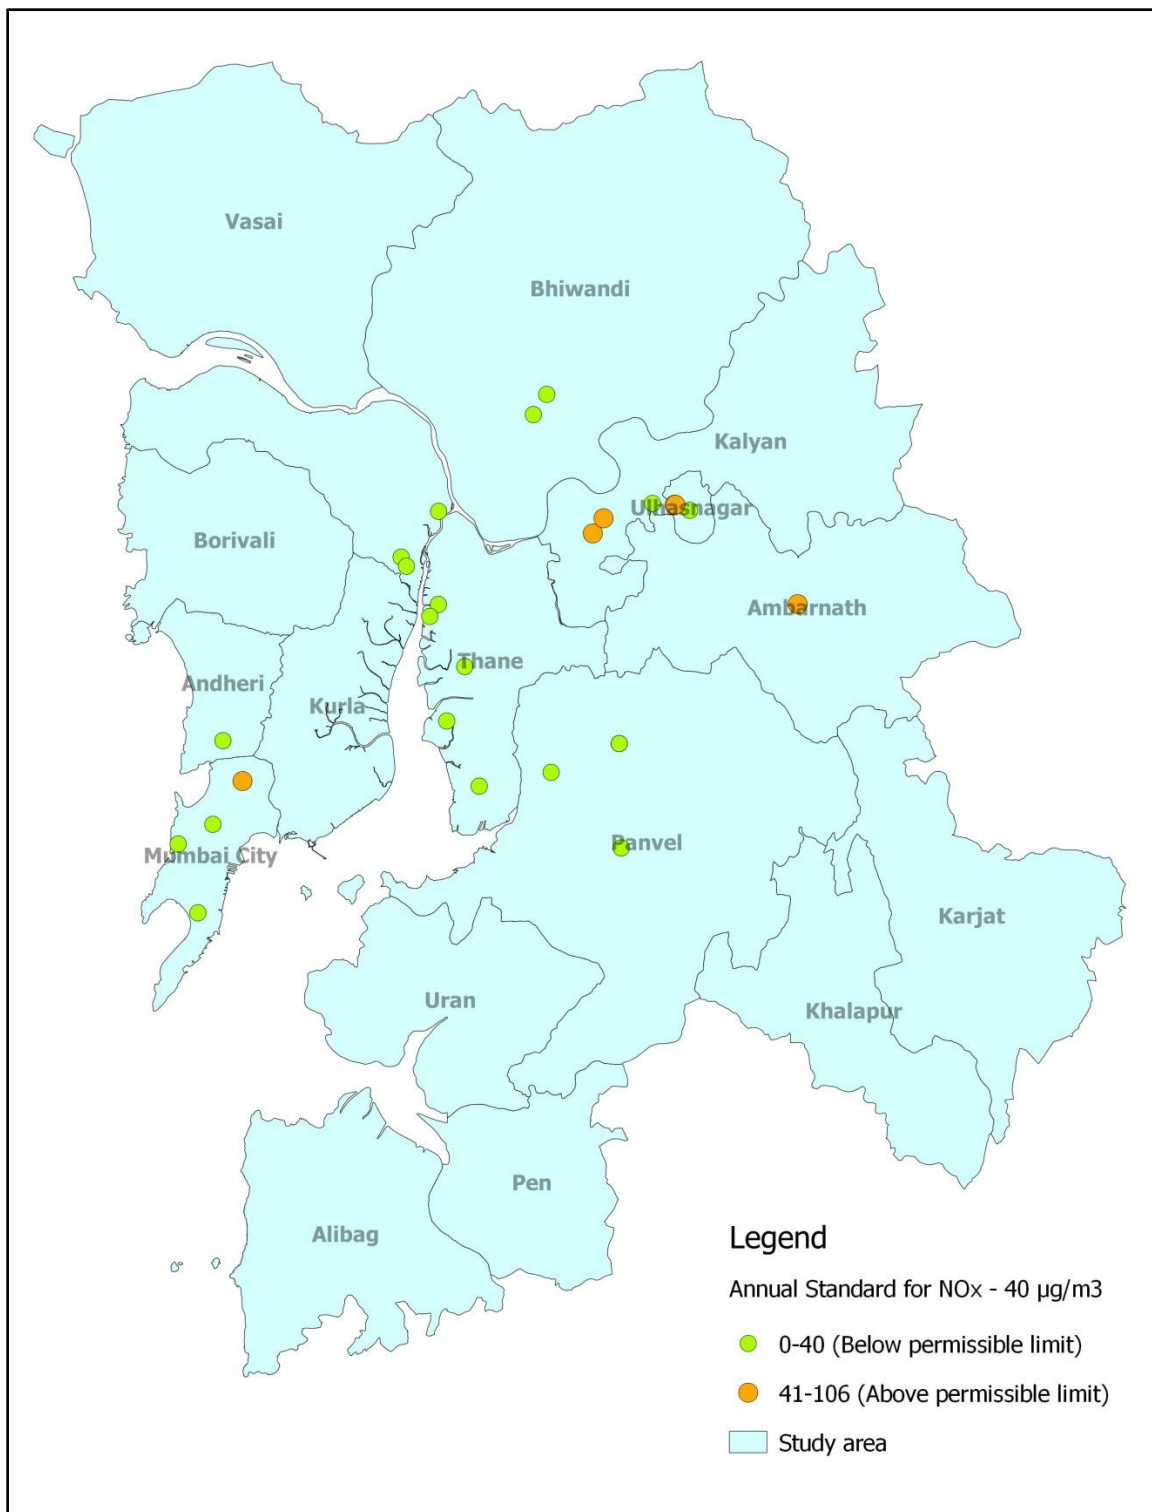 Vasai
Bhiwandi
Kalyan
Ulhasnagar
Borivali
Ambarnath
Thane
Andheri
Kurla
Panvel
Mumbai City
Karjat
Uran
Khalapur
Pen
Alibag
Legend
Annual Standard for NOx - 40 µg/m3
0-40 (Below permissible limit)
41-106 (Above permissible limit)
Study area